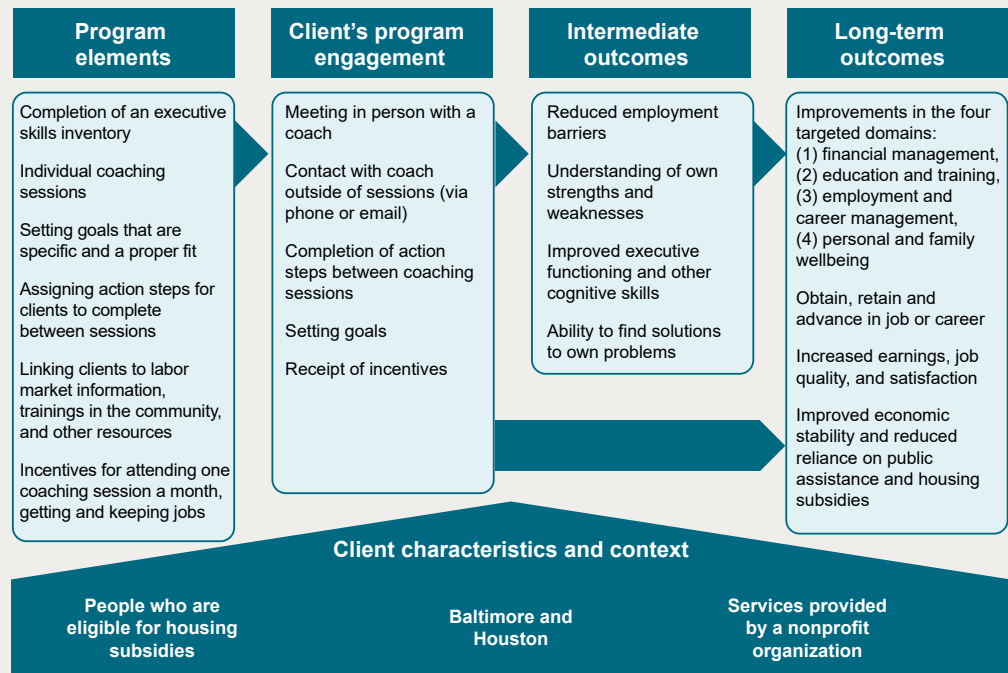 Program
elements
Client's program
engagement
Intermediate
outcomes
Long-term
outcomes
Completion of an executive
skills inventory
Individual coaching
sessions
Setting goals that are
specific and a proper fit
Assigning action steps for
clients to complete
between sessions
Linking clients to labor
market information,
trainings in the community,
and other resources
Incentives for attending one
coaching session a month,
getting and keeping jobs
Meeting in person with a
coach
Contact with coach
outside of sessions (via
phone or email)
Completion of action
steps between coaching
sessions
Setting goals
Receipt of incentives
Reduced employment
barriers
Understanding of own
strengths and
weaknesses
Improved executive
functioning and other
cognitive skills
Ability to find solutions
to own problems
Improvements in the four
targeted domains:
(1) financial management,
(2) education and training,
(3) employment and
career management,
(4) personal and family
wellbeing
Obtain, retain and
advance in job or career
Increased earnings, job
quality, and satisfaction
Improved economic
stability and reduced
reliance on public
assistance and housing
subsidies
Client characteristics and context
People who are
eligible for housing
subsidies
Baltimore and
Houston
Services provided
by a nonprofit
organization